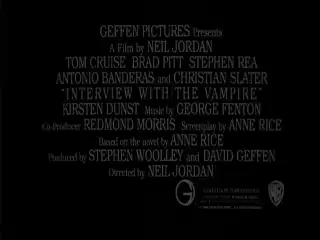 GEFFEN PICTURES Presents
A Film by NEIL JORDAN
TOM CRUISE BRAD PITT STEPHEN REA
ANTONIO BANDERAS and CHRISTIAN SLATER
"INTERVIEW WITH THE VAMPIRE"
KIRSTEN DUNST Music by GEORGE FENTON
Co-Producer REDMOND MORRIS Screenplay by ANNE RICE
Based on the novel by ANNE RICE
Produced by STEPHEN WOOLLEY and DAVID GEFFEN
Directed by NEIL JORDAN